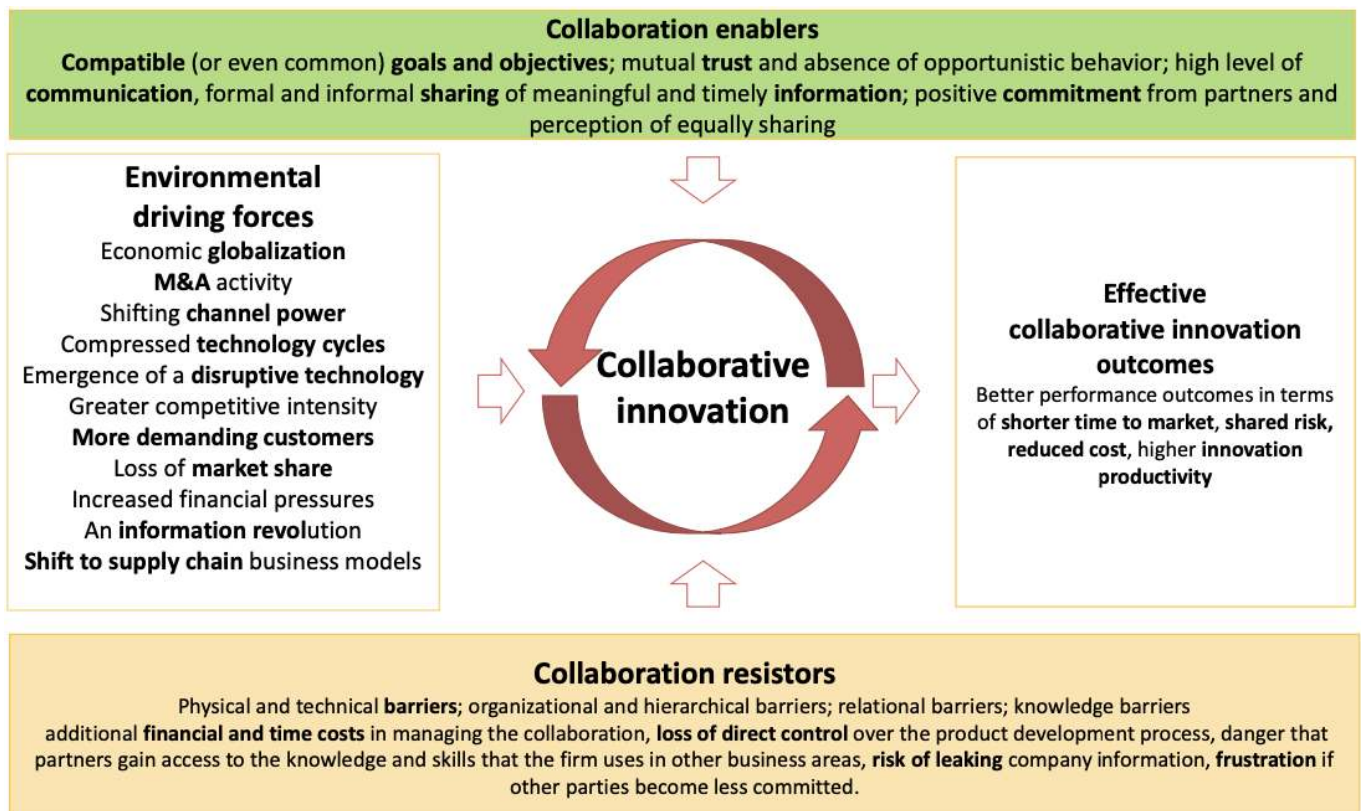 Collaboration enablers
Compatible (or even common) goals and objectives; mutual trust and absence of opportunistic behavior; high level of
communication, formal and informal sharing of meaningful and timely information; positive commitment from partners and
perception of equally sharing
Environmental
driving forces
Economic globalization
M&A activity
Shifting channel power
Compressed technology cycles
Emergence of a disruptive technology
Greater competitive intensity
More demanding customers
Loss of market share
Increased financial pressures
An information revolution
Shift to supply chain business models
Collaborative
innovation
Effective
collaborative innovation
outcomes
Better performance outcomes in terms
of shorter time to market, shared risk,
reduced cost, higher innovation
productivity
Collaboration resistors
Physical and technical barriers; organizational and hierarchical barriers; relational barriers; knowledge barriers
additional financial and time costs in managing the collaboration, loss of direct control over the product development process, danger that
partners gain access to the knowledge and skills that the firm uses in other business areas, risk of leaking company information, frustration if
other parties become less committed.